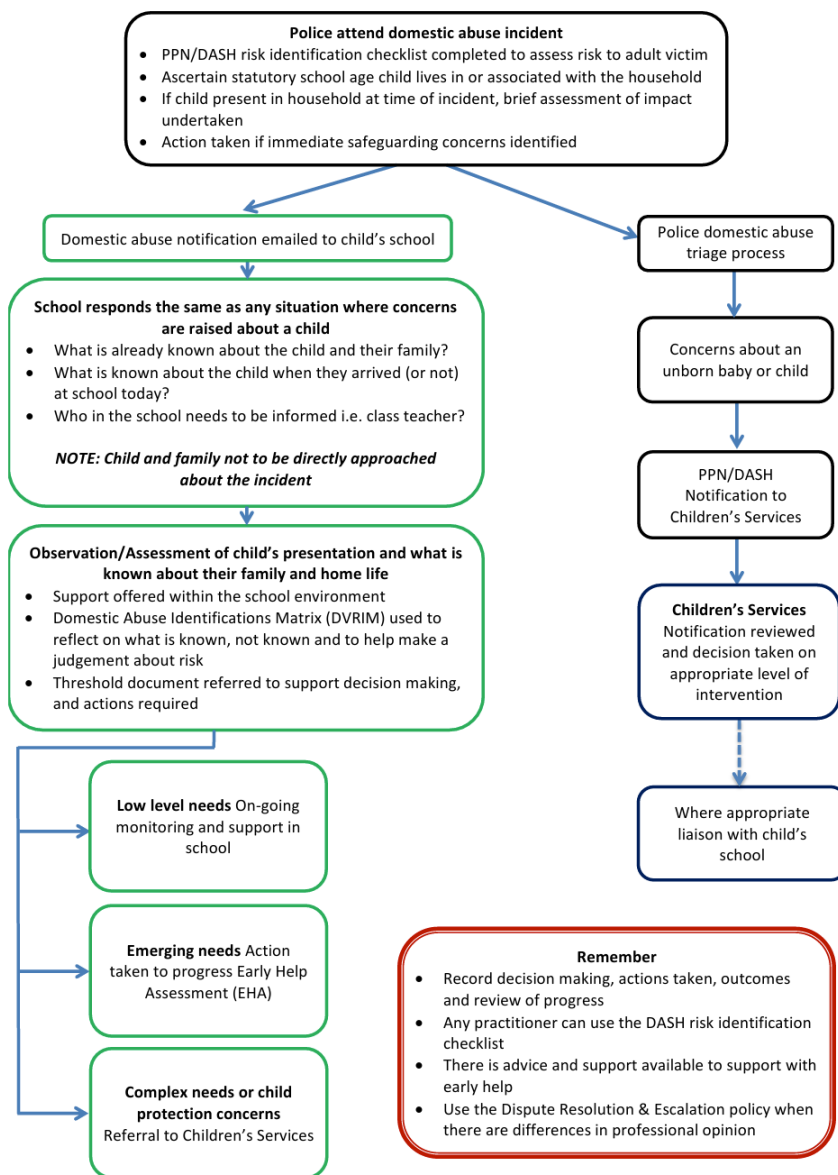 Police attend domestic abuse incident
• PPN/DASH risk identification checklist completed to assess risk to adult victim
• Ascertain statutory school age child lives in or associated with the household
• If child present in household at time of incident, brief assessment of impact
undertaken
• Action taken if immediate safeguarding concerns identified
Domestic abuse notification emailed to child's school
School responds the same as any situation where concerns
are raised about a child
• What is already known about the child and their family?
• What is known about the child when they arrived (or not)
at school today?
• Who in the school needs to be informed i.e. class teacher?
NOTE: Child and family not to be directly approached
about the incident
Observation/Assessment of child's presentation and what is
known about their family and home life
• Support offered within the school environment
• Domestic Abuse Identifications Matrix (DVRIM) used to
reflect on what is known, not known and to help make a
judgement about risk
• Threshold document referred to support decision making,
and actions required
Low level needs On-going
monitoring and support in
school
Emerging needs Action
taken to progress Early Help
Assessment (EHA)
Complex needs or child
protection concerns
Referral to Children's Services
Police domestic abuse
triage process
Concerns about an
unborn baby or child
PPN/DASH
Notification to
Children's Services
Children's Services
Notification reviewed
and decision taken on
appropriate level of
intervention
Where appropriate
liaison with child's
school
Remember
• Record decision making, actions taken, outcomes
and review of progress
• Any practitioner can use the DASH risk identification
checklist
• There is advice and support available to support with
early help
• Use the Dispute Resolution & Escalation policy when
there are differences in professional opinion